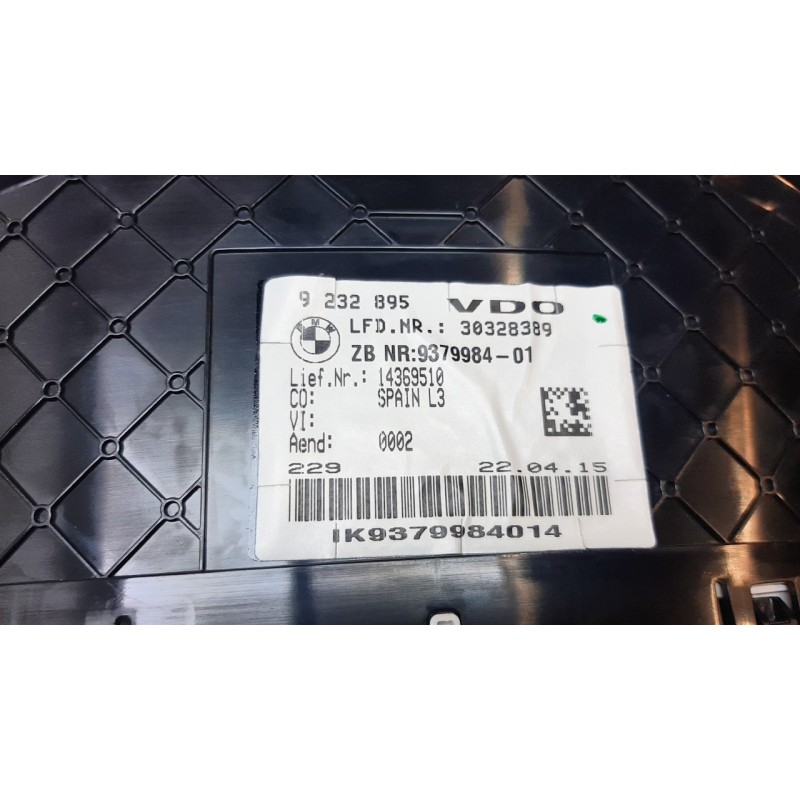 9 232 895 VDO
BMW
LFD.NR.: 30328389
ZB NR:9379984-01
Lief.Nr.: 14369510
CO: SPAIN L3
VI:
Aend: 0002
229 22.04.15
IK9379984014